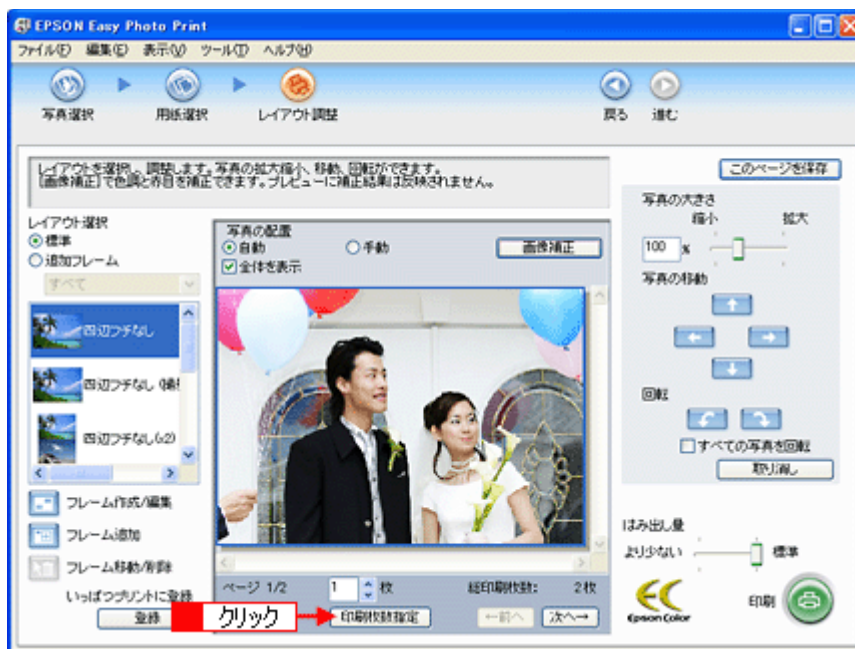 EPSON Easy Photo Print
ファイル(F) 編集(E) 表示(V) ツール(T) ヘルプ(H)
写真選択 用紙選択 レイアウト調整 戻る 進む
レイアウトを選択し、調整します。写真の拡大縮小、移動、回転ができます。
[画像補正]で色調と赤目を補正できます。プレビューに補正結果は反映されません。
このページを保存
レイアウト選択
標準
追加フレーム
すべて
四辺フチなし
四辺フチなし
四辺フチなし(x2)
フレーム作成/編集
フレーム追加
フレーム移動/削除
いっぱつプリントに登録
登録
写真の配置
自動 手動 画像補正
全体を表示
ページ 1/2 1 枚 総印刷枚数: 2枚
クリック 印刷枚数指定 ←前へ 次へ→
写真の大きさ
縮小 拡大
100 %
写真の移動
回転
すべての写真を回転
取り消し
はみ出し量
より少ない 標準
Epson Color 印刷